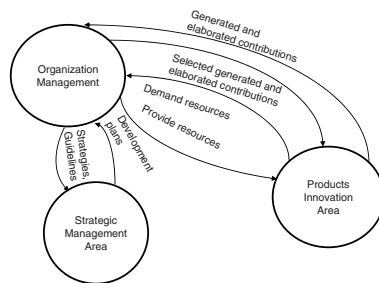 Generated and
elaborated contributions
Selected generated and
elaborated contributions
Demand resources
Provide resources
Organization
Management
Development
plans
Strategies,
Guidelines
Strategic
Management
Area
Products
Innovation
Area